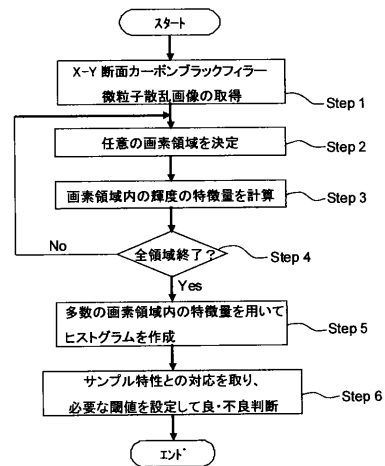 スタート
X-Y 断面カーボンブラックフィラー
微粒子散乱画像の取得
Step 1
任意の画素領域を決定
Step 2
画素領域内の輝度の特徴量を計算
Step 3
No
全領域終了?
Step 4
Yes
多数の画素領域内の特徴量を用いて
ヒストグラムを作成
Step 5
サンプル特性との対応を取り、
必要な閾値を設定して良・不良判断
Step 6
エンド